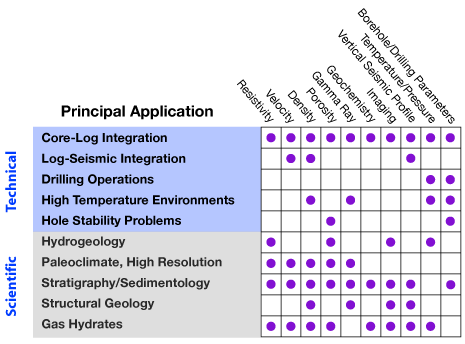 Borehole/Drilling Parameters
Temperature/Pressure
Vertical Seismic Profile
Imaging
Geochemistry
Gamma Ray
Porosity
Density
Velocity
Resistivity
Principal Application
Technical
Core-Log Integration
Log-Seismic Integration
Drilling Operations
High Temperature Environments
Hole Stability Problems
Scientific
Hydrogeology
Paleoclimate, High Resolution
Stratigraphy/Sedimentology
Structural Geology
Gas Hydrates